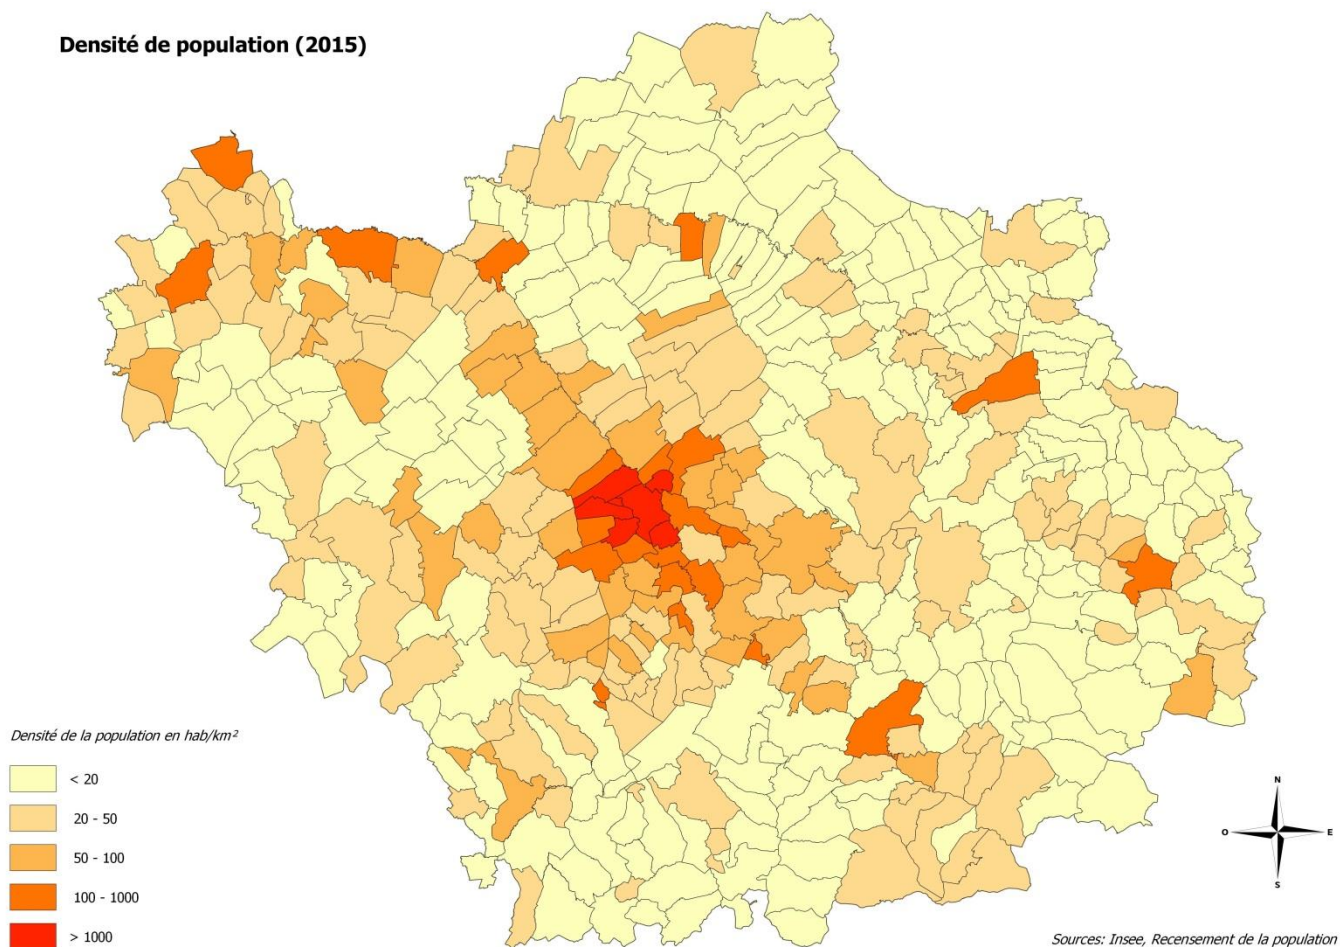 Densité de population (2015)
Densité de la population en hab/km²
< 20
20 - 50
50 - 100
100 - 1000
> 1000
N
O
E
S
Sources: Insee, Recensement de la population